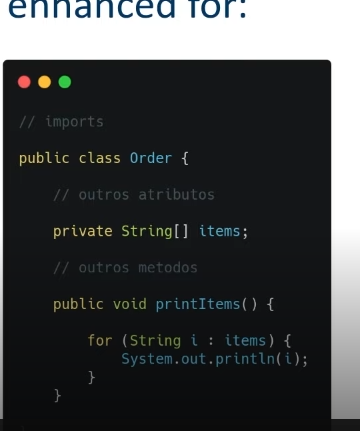 enhanced for:
// imports
public class Order {
// outros atributos
private String[] items;
// outros metodos
public void printItems() {
for (String i : items) {
System.out.println(i);
}
}